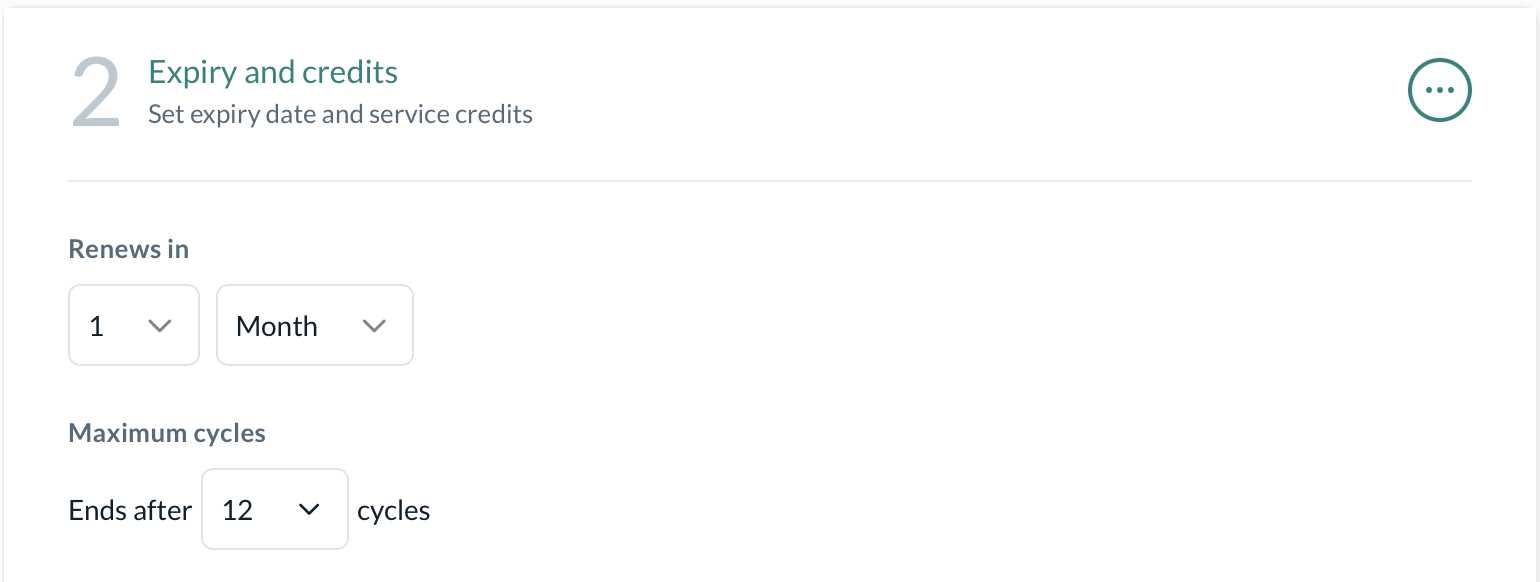 2
Expiry and credits
Set expiry date and service credits
Renews in
1 Month
Maximum cycles
Ends after 12 cycles